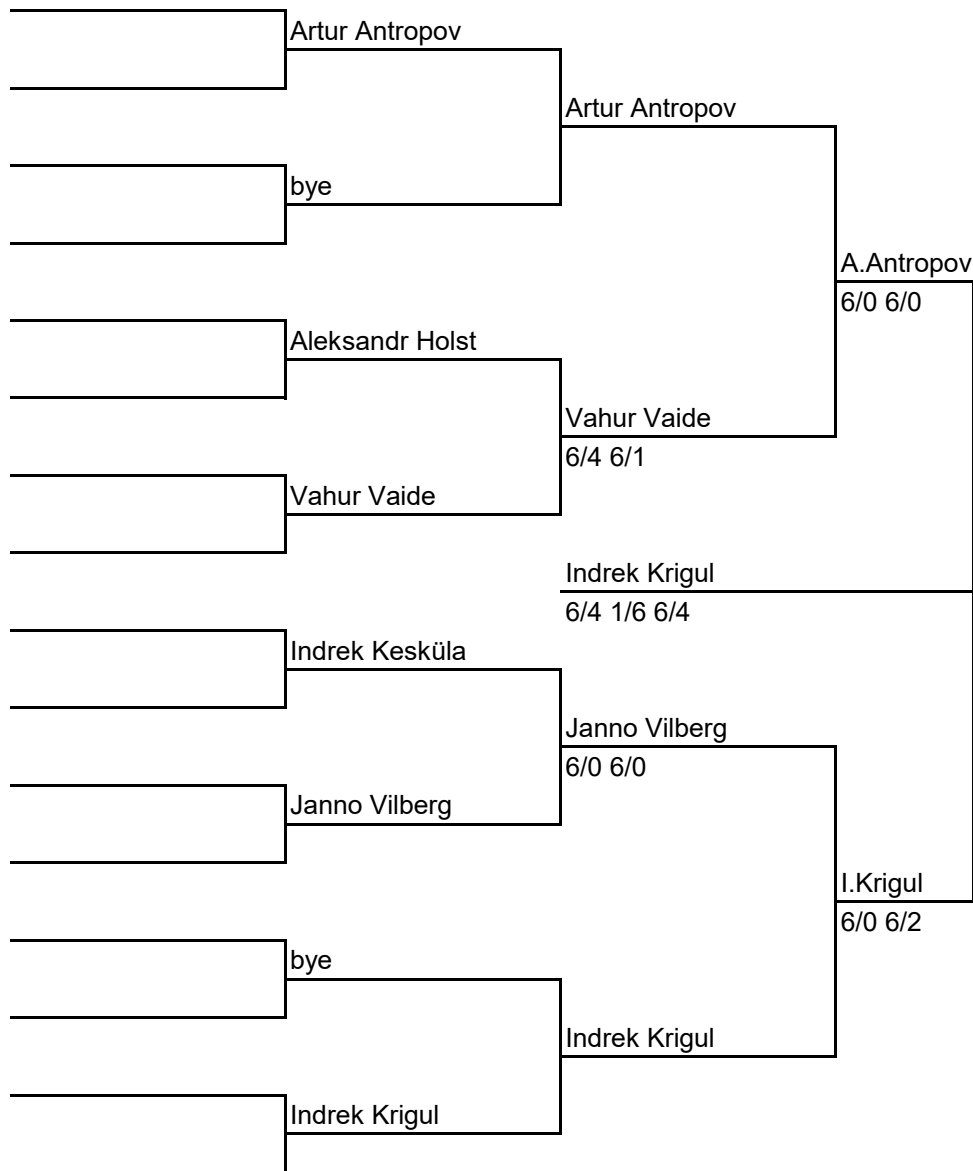 Artur Antropov
Artur Antropov
bye
A.Antropov
6/0 6/0
Aleksandr Holst
Vahur Vaide
6/4 6/1
Vahur Vaide
Indrek Krigul
6/4 1/6 6/4
Indrek Kesküla
Janno Vilberg
6/0 6/0
Janno Vilberg
I.Krigul
6/0 6/2
bye
Indrek Krigul
Indrek Krigul